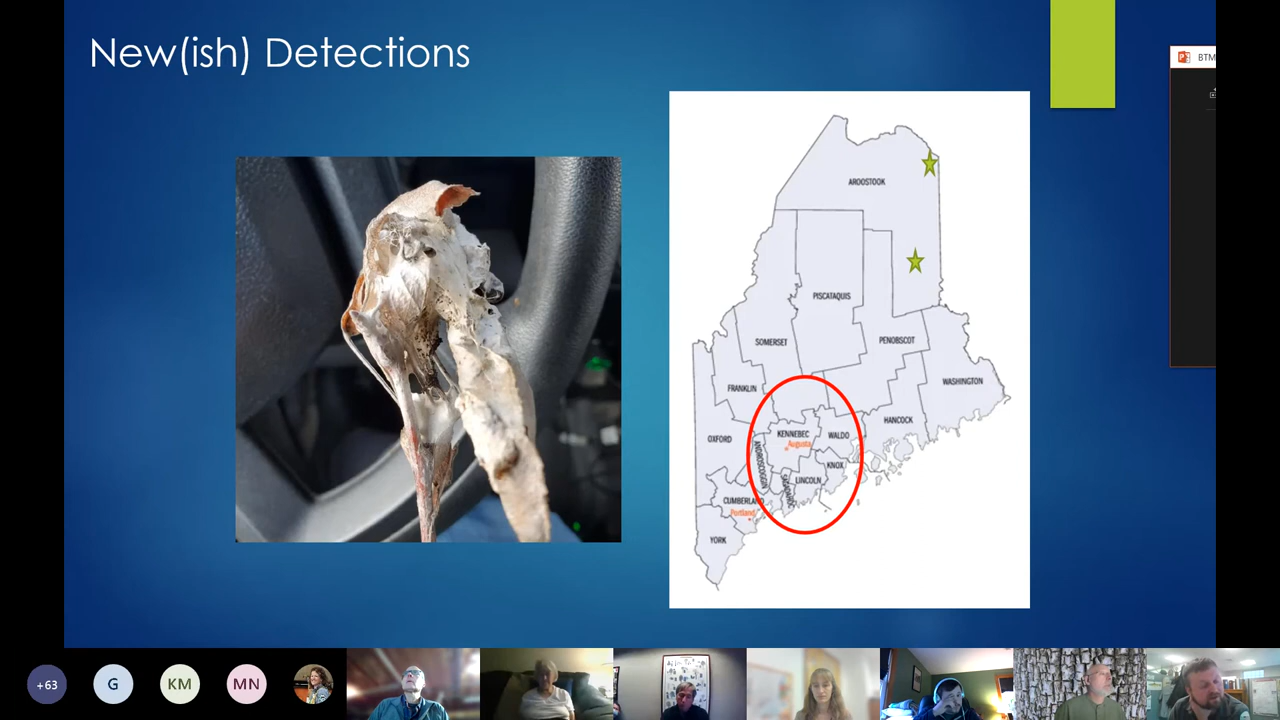 New(ish) Detections
BTM
AROOSTOOK
PISCATAQUIS
SOMERSET
PENOBSCOT
FRANKLIN
WASHINGTON
HANCOCK
OXFORD
KENNEBEC
WALDO
Augusta
ANDROSCOGGIN
KNOX
LINCOLN
CUMBERLAND
Portland
YORK
+63
G
KM
MN